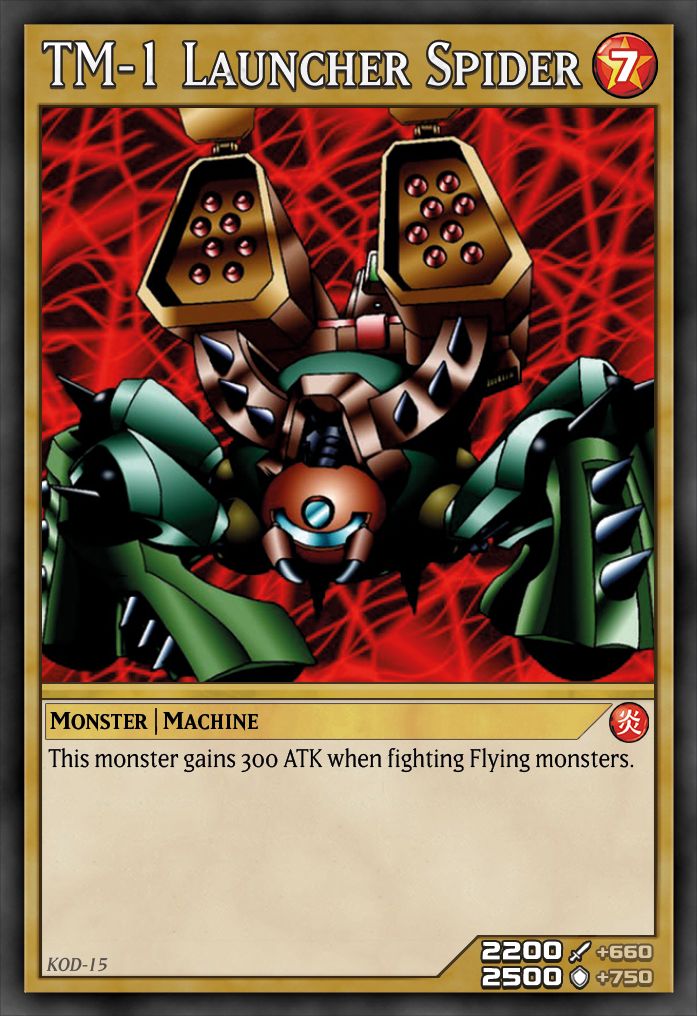 TM-1 Launcher Spider 7
Monster | Machine 炎
This monster gains 300 ATK when fighting Flying monsters.
KOD-15
2200 +660
2500 +750